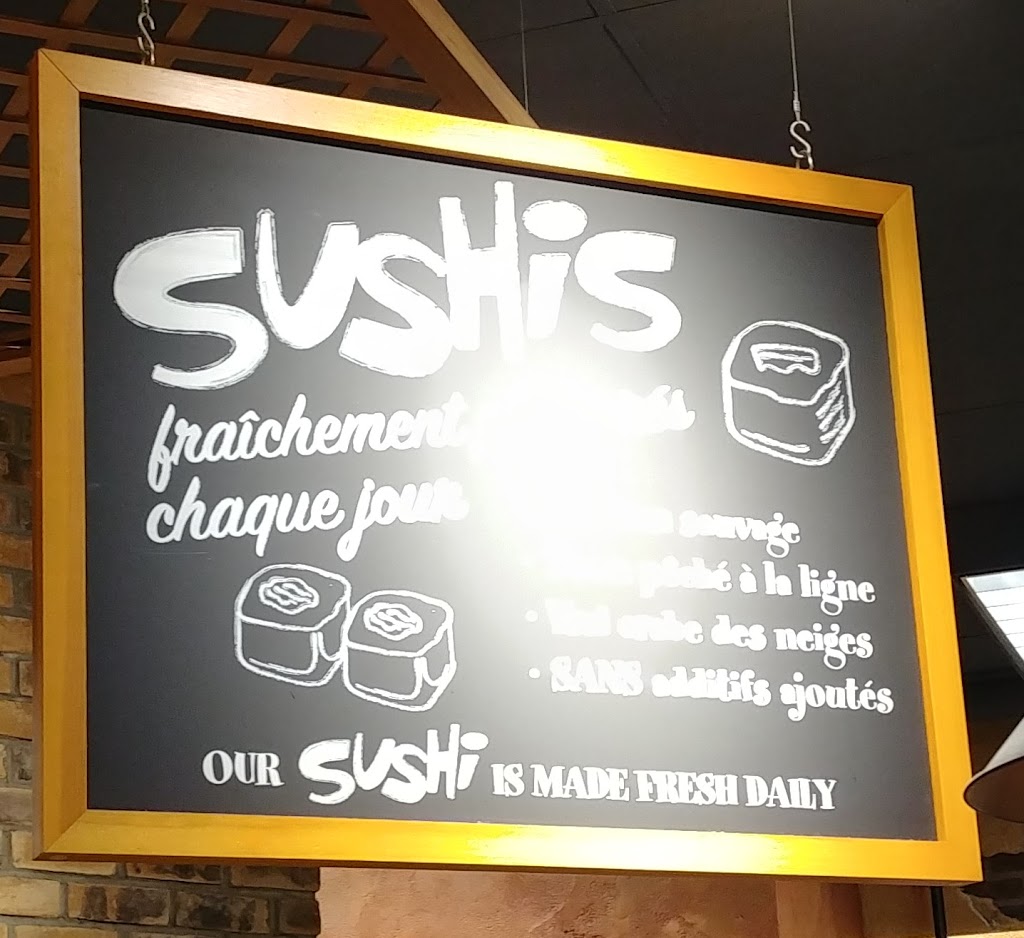 SUSHiS
fraîchement
chaque jour
sauvage
pêché à la ligne
· Vrai crabe des neiges
· SANS additifs ajoutés
OUR SUSHi IS MADE FRESH DAILY